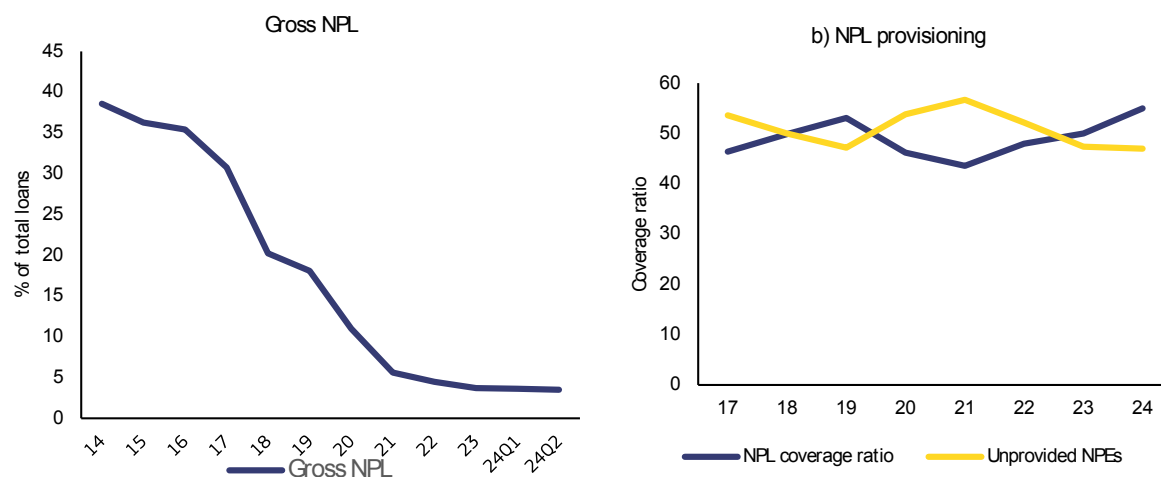 Gross NPL
% of total loans
45
40
35
30
25
20
15
10
5
0
14 15 16 17 18 19 20 21 22 23 24Q1 24Q2
Gross NPL
b) NPL provisioning
Coverage ratio
60
50
40
30
20
10
0
17 18 19 20 21 22 23 24
NPL coverage ratio Unprovided NPEs